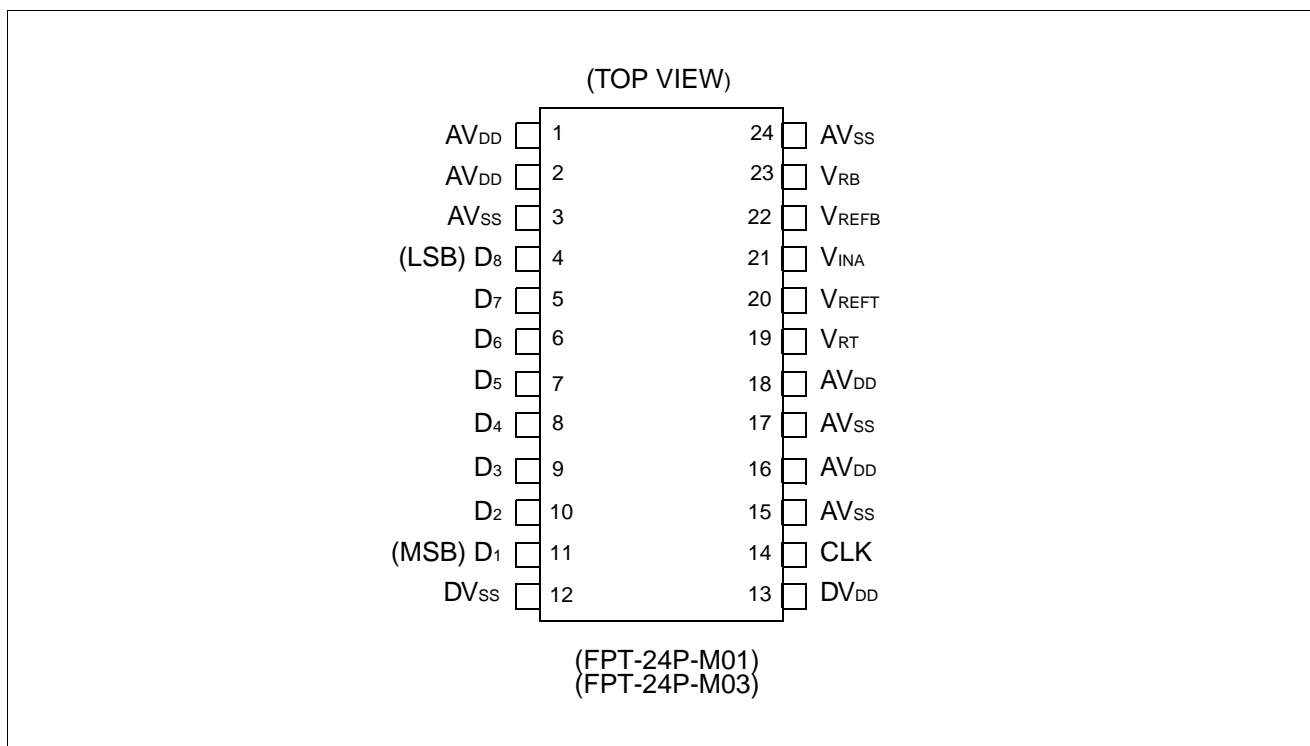 (TOP VIEW)
AVDD 1 24 AVSS
AVDD 2 23 VRB
AVSS 3 22 VREFB
(LSB) D8 4 21 VINA
D7 5 20 VREFT
D6 6 19 VRT
D5 7 18 AVDD
D4 8 17 AVSS
D3 9 16 AVDD
D2 10 15 AVSS
(MSB) D1 11 14 CLK
DVSS 12 13 DVDD
(FPT-24P-M01)
(FPT-24P-M03)